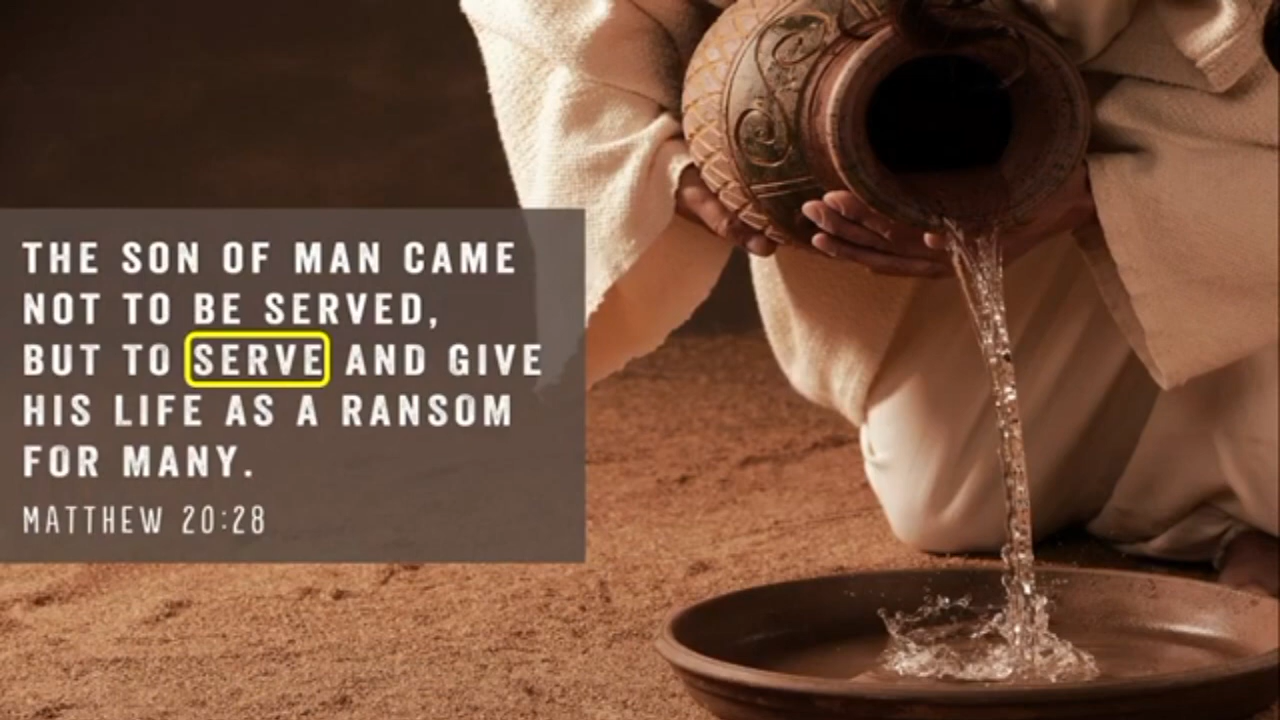 THE SON OF MAN CAME
NOT TO BE SERVED,
BUT TO SERVE AND GIVE
HIS LIFE AS A RANSOM
FOR MANY.
MATTHEW 20:28